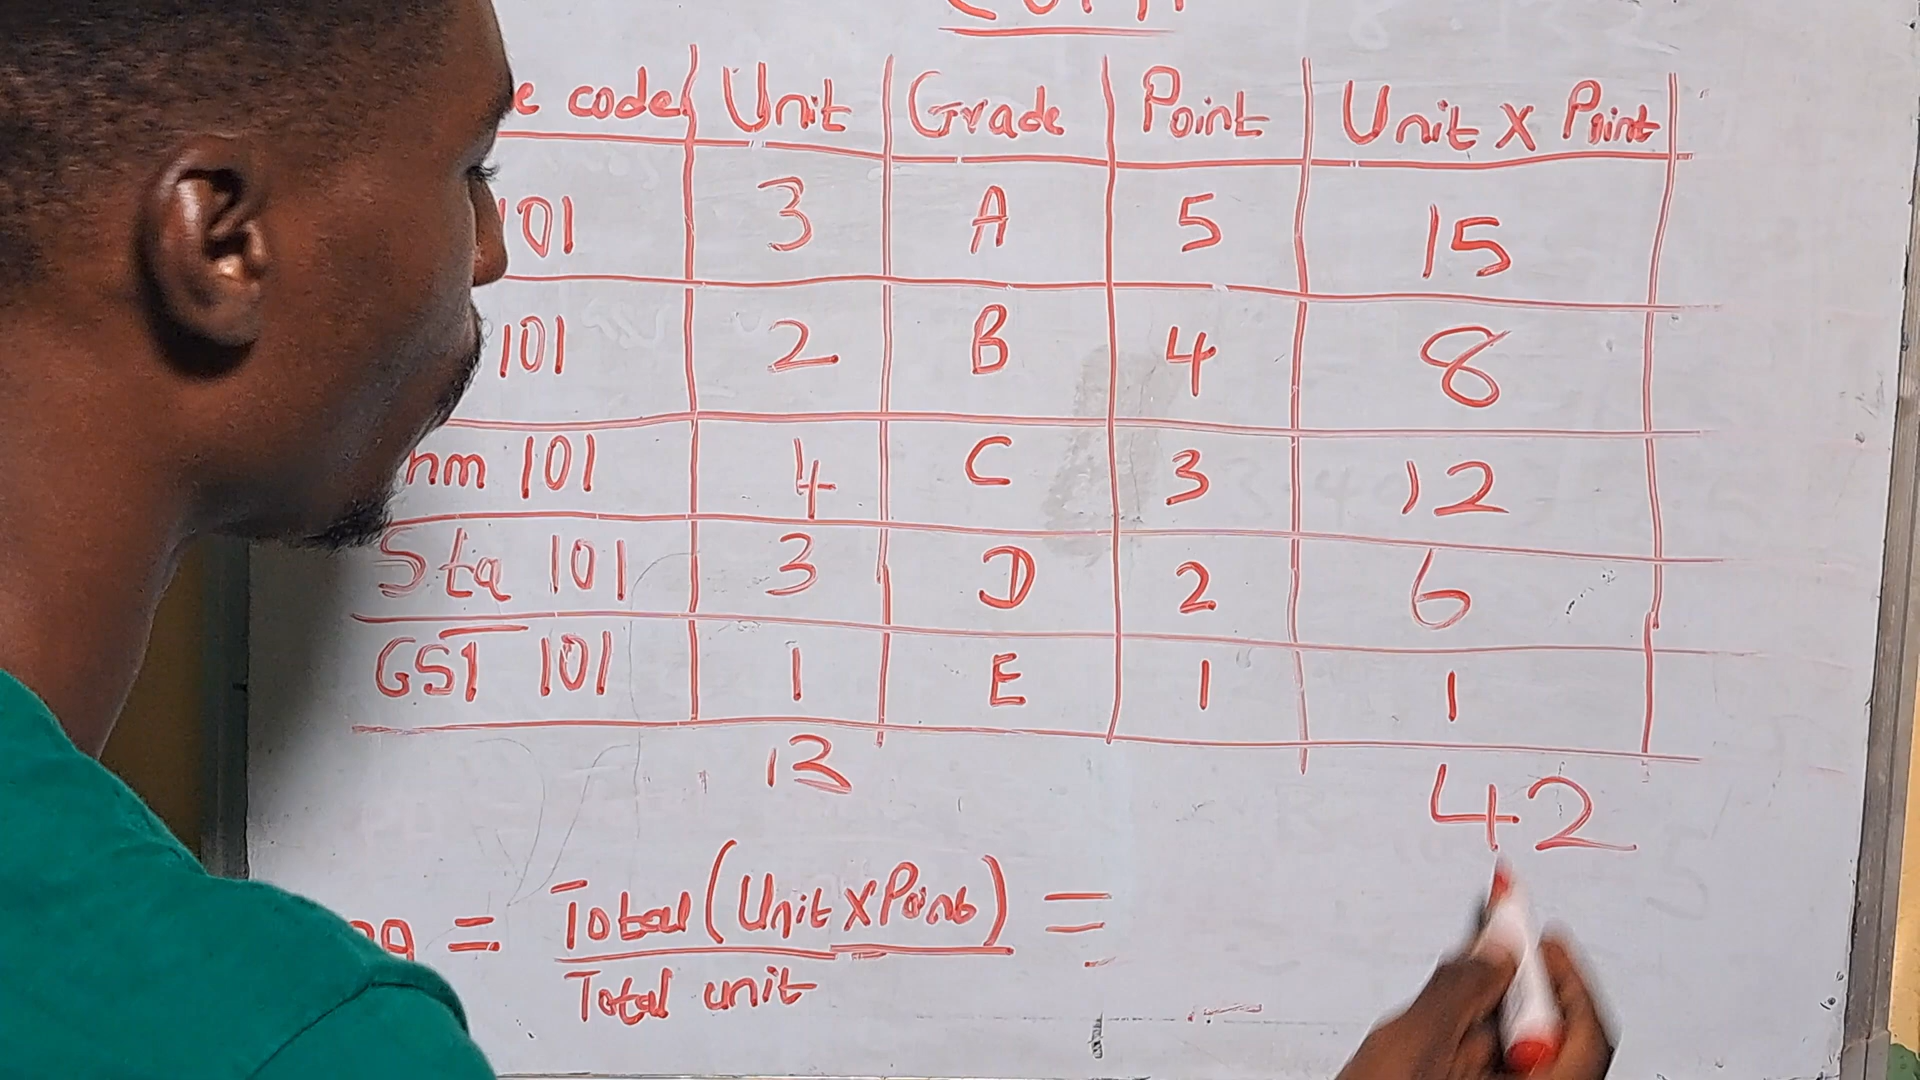 e code Unit Grade Point Unit x Point
101 3 A 5 15
101 2 B 4 8
hm 101 4 C 3 12
Sta 101 3 D 2 6
GST 101 1 E 1 1
13 42
= Total (Unit x Point) =
Total unit